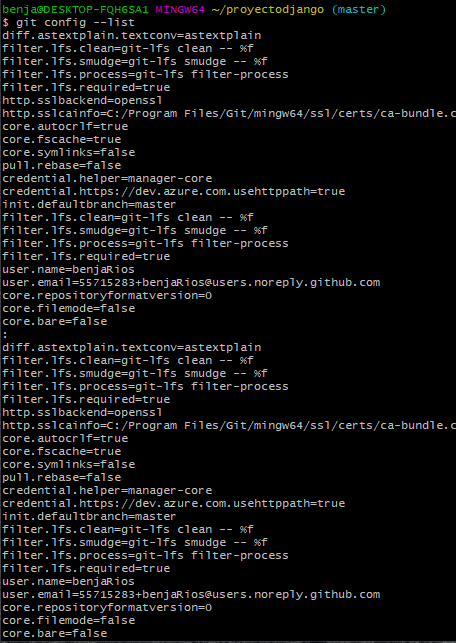 benja@DESKTOP-FQH6SA1 MINGW64 ~/proyectodjango (master)
$ git config --list
diff.astextplain.textconv=astextplain
filter.lfs.clean=git-lfs clean -- %f
filter.lfs.smudge=git-lfs smudge -- %f
filter.lfs.process=git-lfs filter-process
filter.lfs.required=true
http.sslbackend=openssl
http.sslcainfo=C:/Program Files/Git/mingw64/ssl/certs/ca-bundle.c
core.autocrlf=true
core.fscache=true
core.symlinks=false
pull.rebase=false
credential.helper=manager-core
credential.https://dev.azure.com.usehttppath=true
init.defaultbranch=master
filter.lfs.clean=git-lfs clean -- %f
filter.lfs.smudge=git-lfs smudge -- %f
filter.lfs.process=git-lfs filter-process
filter.lfs.required=true
user.name=benjaRios
user.email=55715283+benjaRios@users.noreply.github.com
core.repositoryformatversion=0
core.filemode=false
core.bare=false
:
diff.astextplain.textconv=astextplain
filter.lfs.clean=git-lfs clean -- %f
filter.lfs.smudge=git-lfs smudge -- %f
filter.lfs.process=git-lfs filter-process
filter.lfs.required=true
http.sslbackend=openssl
http.sslcainfo=C:/Program Files/Git/mingw64/ssl/certs/ca-bundle.c
core.autocrlf=true
core.fscache=true
core.symlinks=false
pull.rebase=false
credential.helper=manager-core
credential.https://dev.azure.com.usehttppath=true
init.defaultbranch=master
filter.lfs.clean=git-lfs clean -- %f
filter.lfs.smudge=git-lfs smudge -- %f
filter.lfs.process=git-lfs filter-process
filter.lfs.required=true
user.name=benjaRios
user.email=55715283+benjaRios@users.noreply.github.com
core.repositoryformatversion=0
core.filemode=false
core.bare=false